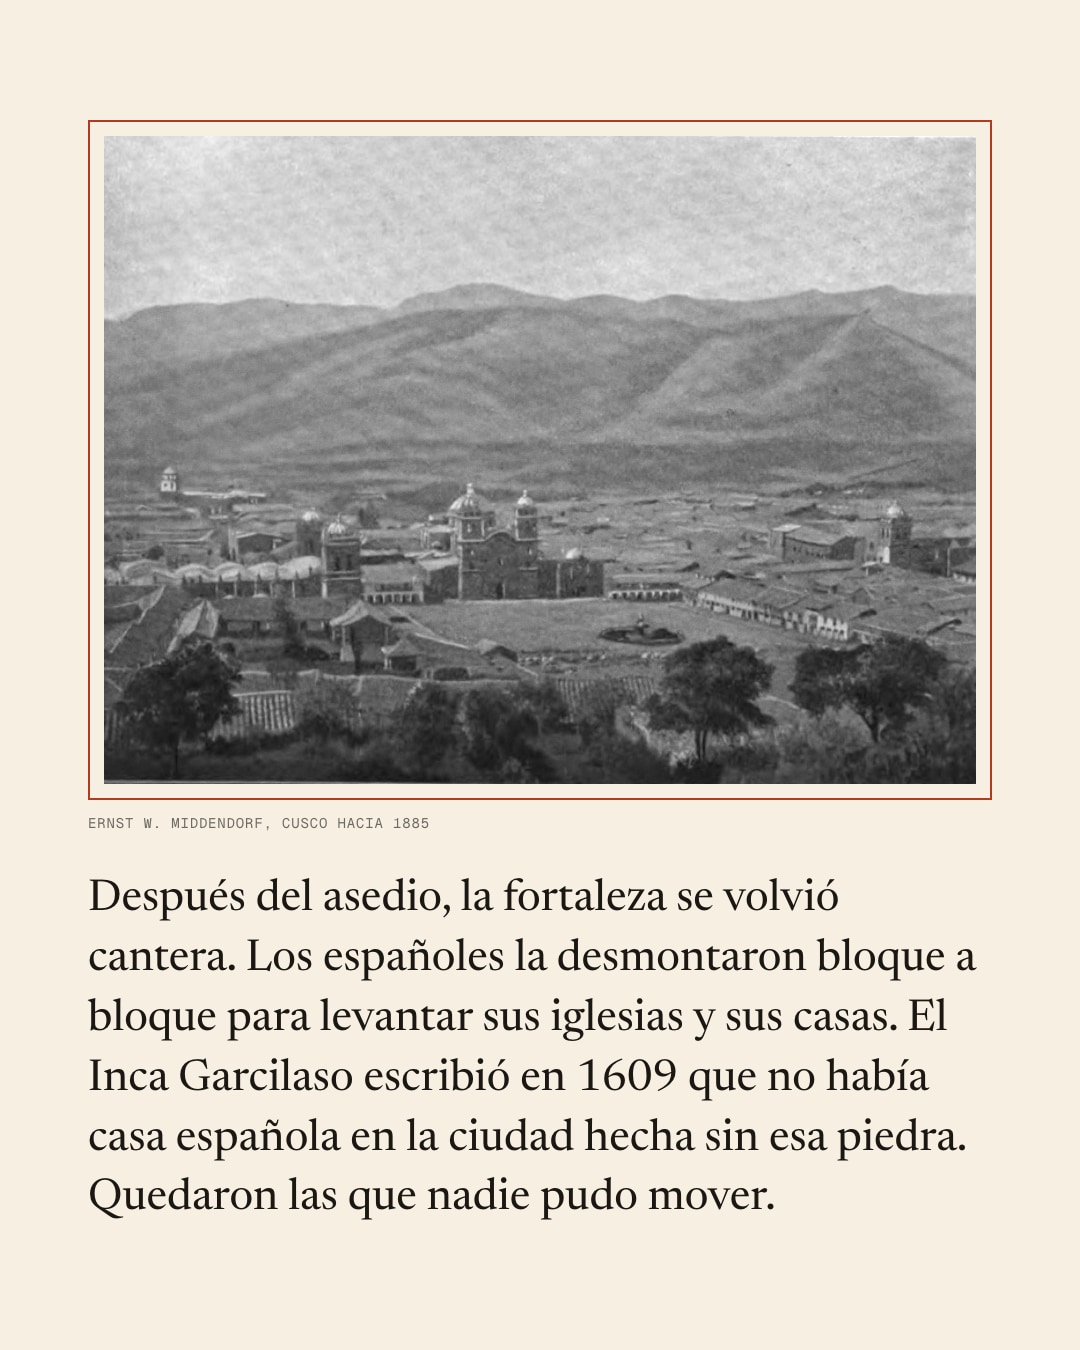 ERNST W. MIDDENDORF, CUSCO HACIA 1885
Después del asedio, la fortaleza se volvió
cantera. Los españoles la desmontaron bloque a
bloque para levantar sus iglesias y sus casas. El
Inca Garcilaso escribió en 1609 que no había
casa española en la ciudad hecha sin esa piedra.
Quedaron las que nadie pudo mover.